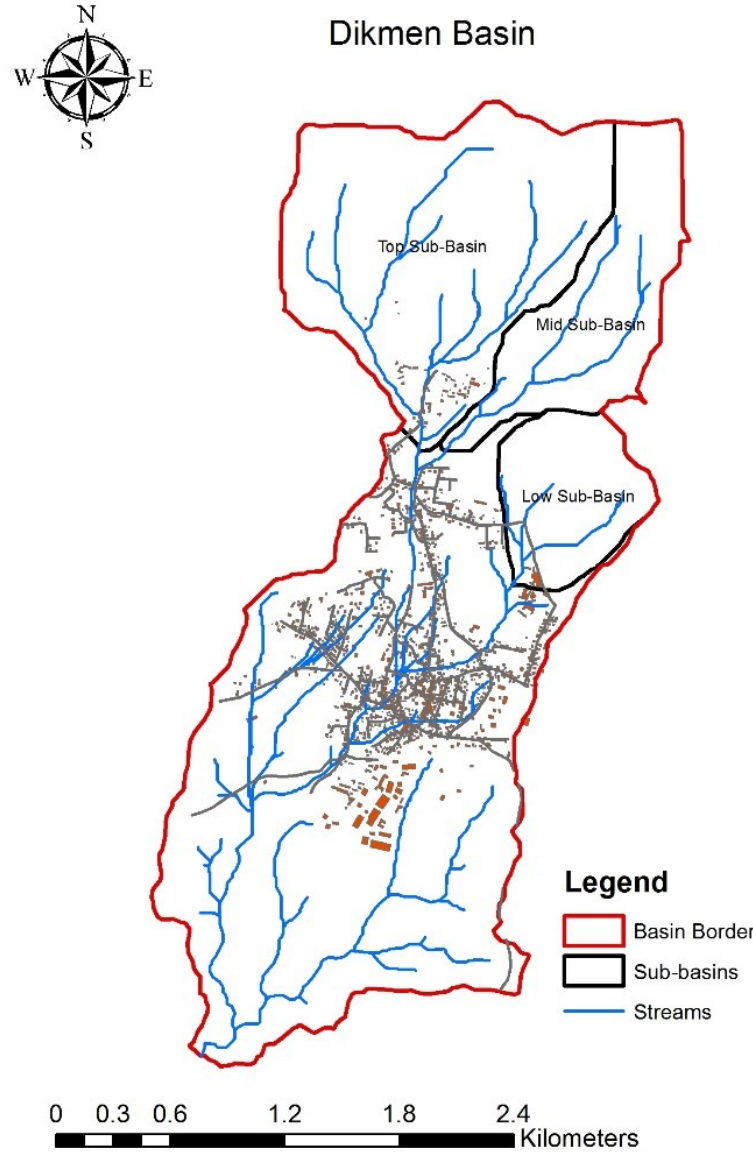 N
Dikmen Basin
W
E
S
Top Sub-Basin
Mid Sub-Basin
Low Sub-Basin
Legend
Basin Border
Sub-basins
Streams
0 0.3 0.6 1.2 1.8 2.4
Kilometers